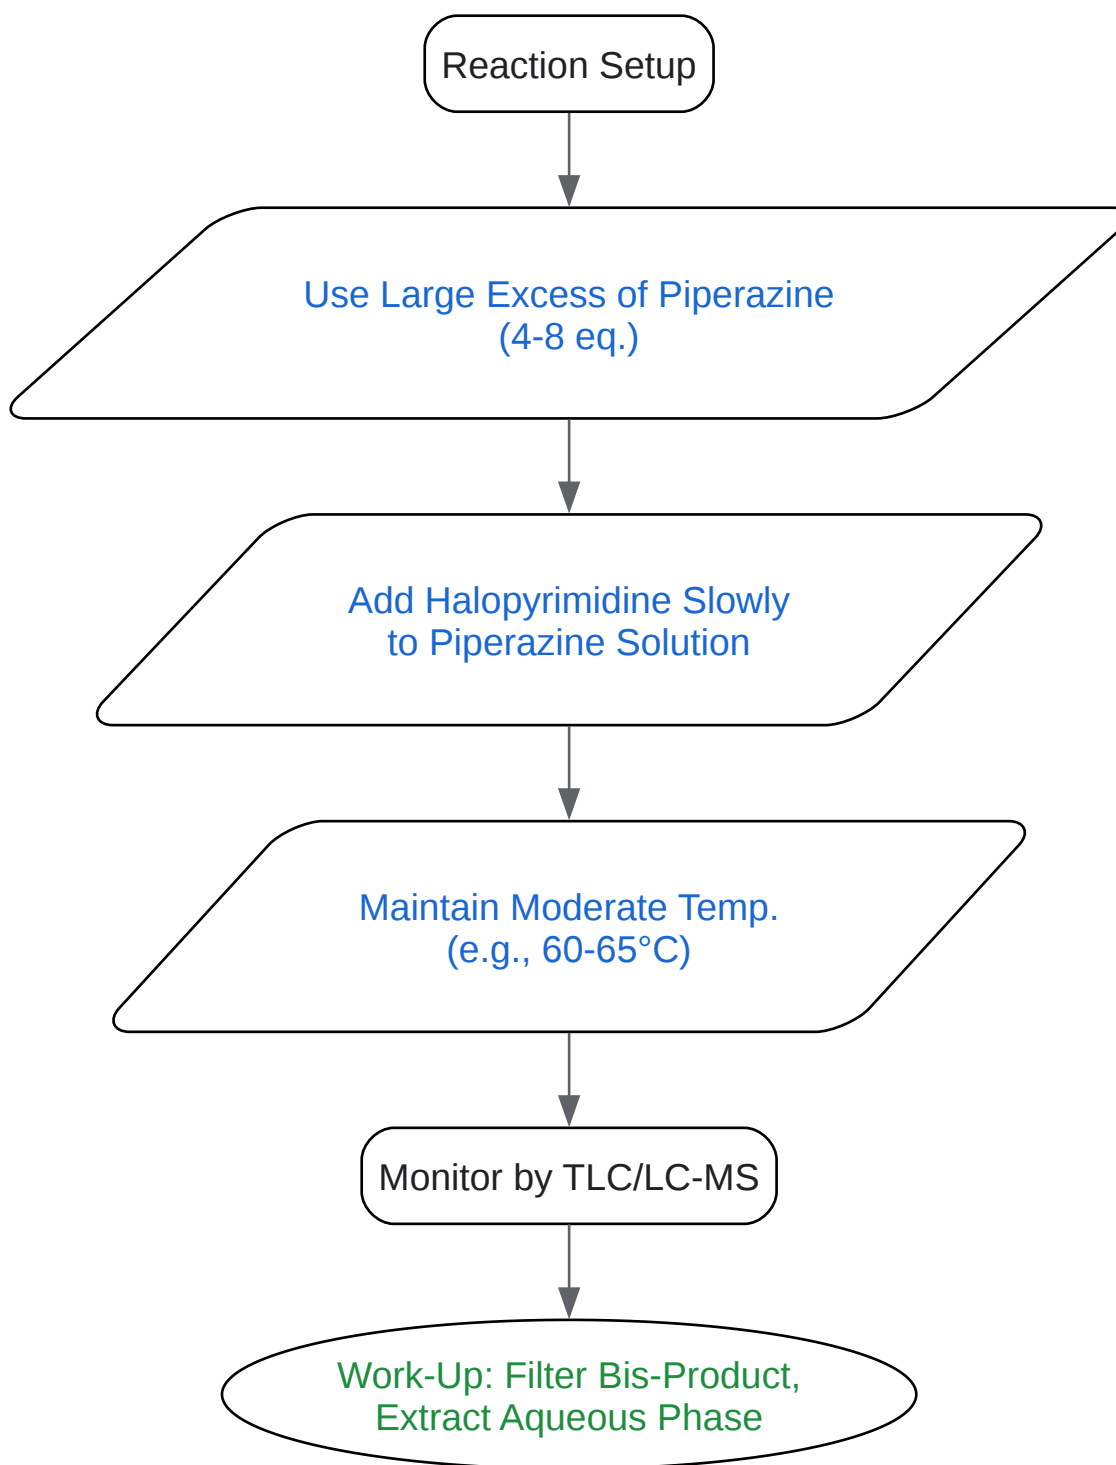 Reaction Setup
Use Large Excess of Piperazine
(4-8 eq.)
Add Halopyrimidine Slowly
to Piperazine Solution
Maintain Moderate Temp.
(e.g., 60-65°C)
Monitor by TLC/LC-MS
Work-Up: Filter Bis-Product,
Extract Aqueous Phase